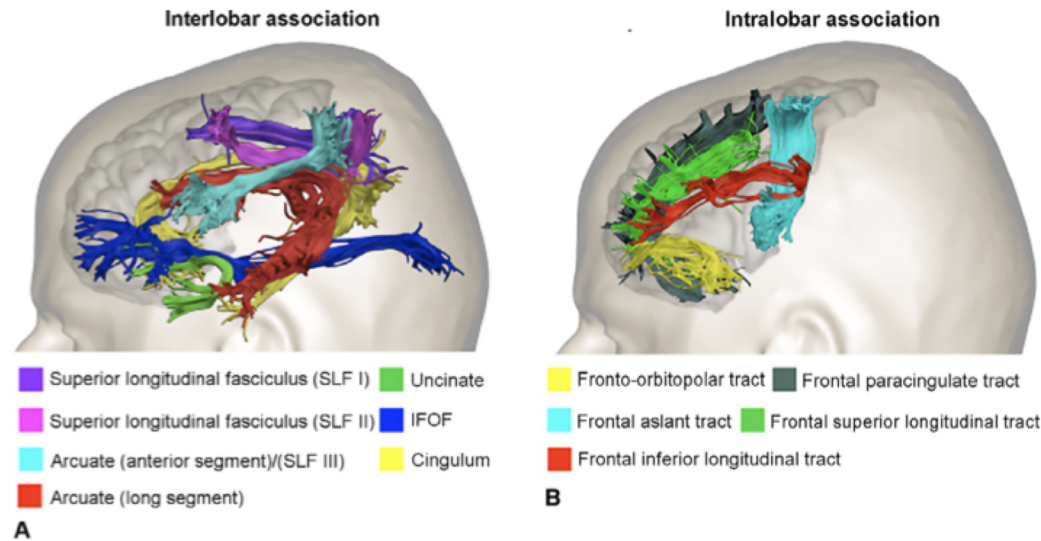 Interlobar association
Intralobar association
Superior longitudinal fasciculus (SLF I)
Uncinate
Superior longitudinal fasciculus (SLF II)
IFOF
Arcuate (anterior segment)/(SLF III)
Cingulum
Arcuate (long segment)
A
Fronto-orbitopolar tract
Frontal paracingulate tract
Frontal aslant tract
Frontal superior longitudinal tract
Frontal inferior longitudinal tract
B